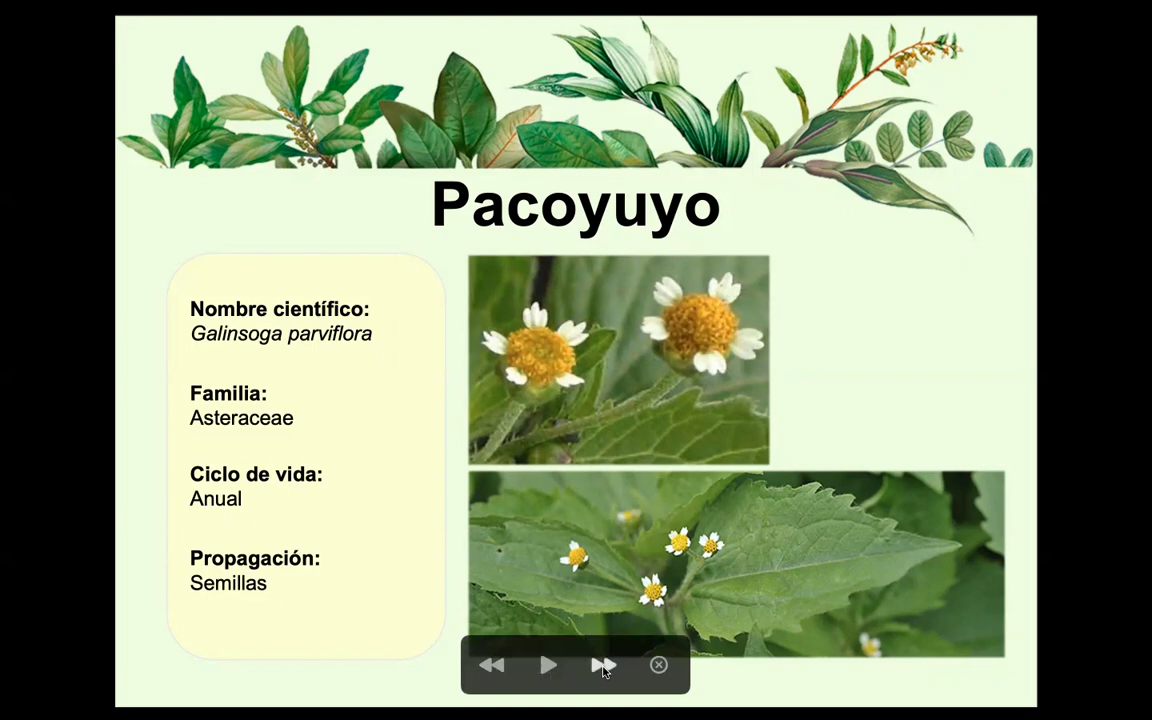 Pacoyuyo
Nombre científico:
Galinsoga parviflora
Familia:
Asteraceae
Ciclo de vida:
Anual
Propagación:
Semillas